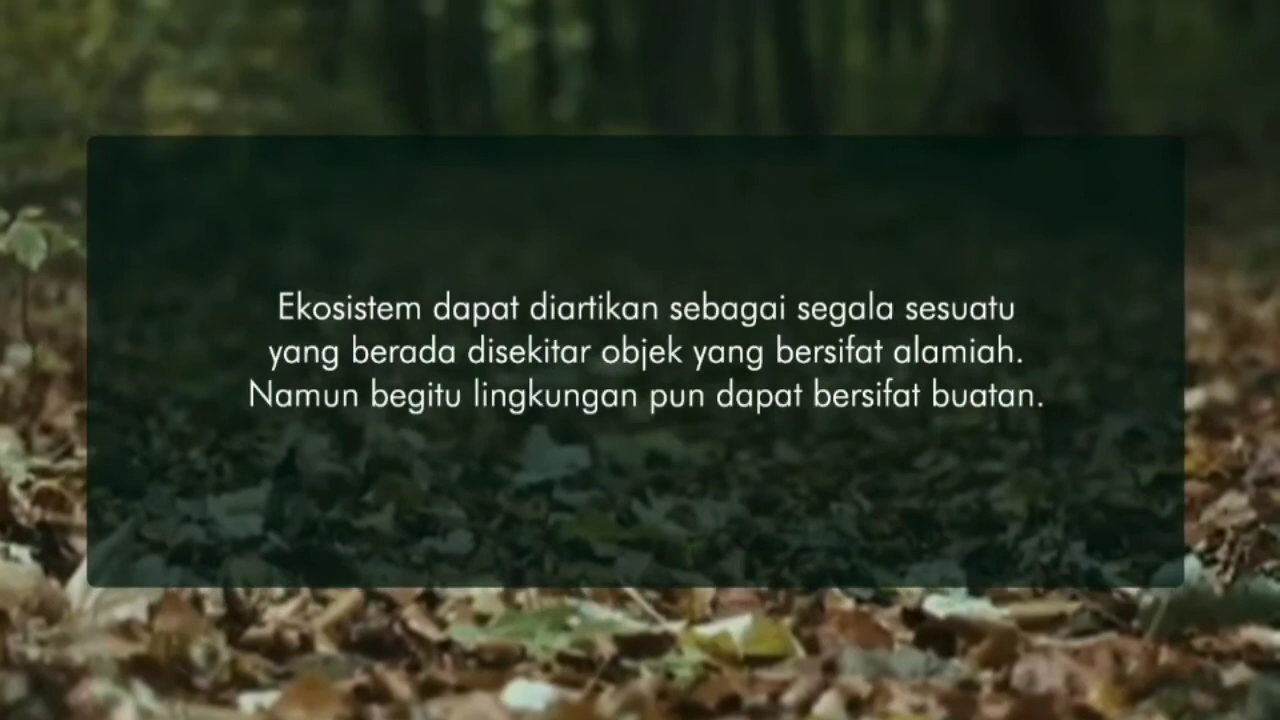 Ekosistem dapat diartikan sebagai segala sesuatu
yang berada disekitar objek yang bersifat alamiah.
Namun begitu lingkungan pun dapat bersifat buatan.